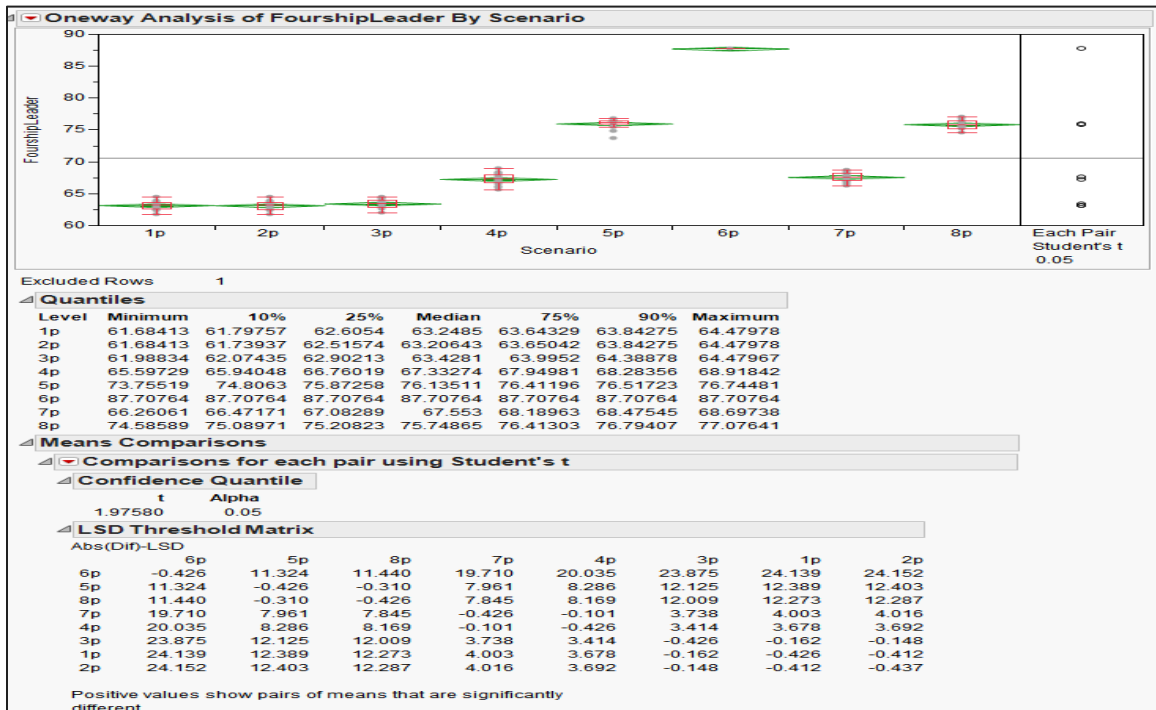 Oneway Analysis of FourshipLeader By Scenario
90
85
80
75
70
65
60
FourshipLeader
1p 2p 3p 4p 5p 6p 7p 8p
Scenario
Each Pair
Student's t
0.05
Excluded Rows 1
Quantiles
Level Minimum 10% 25% Median 75% 90% Maximum
1p 61.68413 61.79757 62.6054 63.2485 63.64329 63.84275 64.47978
2p 61.68413 61.73937 62.51574 63.20643 63.65042 63.84275 64.47978
3p 61.98834 62.07435 62.90213 63.4281 63.9952 64.38878 64.47967
4p 65.59729 65.94048 66.76019 67.33274 67.94981 68.28356 68.91842
5p 73.75519 74.8063 75.87258 76.13511 76.41196 76.51723 76.74481
6p 87.70764 87.70764 87.70764 87.70764 87.70764 87.70764 87.70764
7p 66.26061 66.47171 67.08289 67.553 68.18963 68.47545 68.69738
8p 74.58589 75.08971 75.20823 75.74865 76.41303 76.79407 77.07641
Means Comparisons
Comparisons for each pair using Student's t
Confidence Quantile
t Alpha
1.97580 0.05
LSD Threshold Matrix
Abs(Dif)-LSD
6p 5p 8p 7p 4p 3p 1p 2p
6p -0.426 11.324 11.440 19.710 20.035 23.875 24.139 24.152
5p 11.324 -0.426 -0.310 7.961 8.286 12.125 12.389 12.403
8p 11.440 -0.310 -0.426 7.845 8.169 12.009 12.273 12.287
7p 19.710 7.961 7.845 -0.426 -0.101 3.738 4.003 4.016
4p 20.035 8.286 8.169 -0.101 -0.426 3.414 3.678 3.692
3p 23.875 12.125 12.009 3.738 3.414 -0.426 -0.162 -0.148
1p 24.139 12.389 12.273 4.003 3.678 -0.162 -0.426 -0.412
2p 24.152 12.403 12.287 4.016 3.692 -0.148 -0.412 -0.437
Positive values show pairs of means that are significantly
different